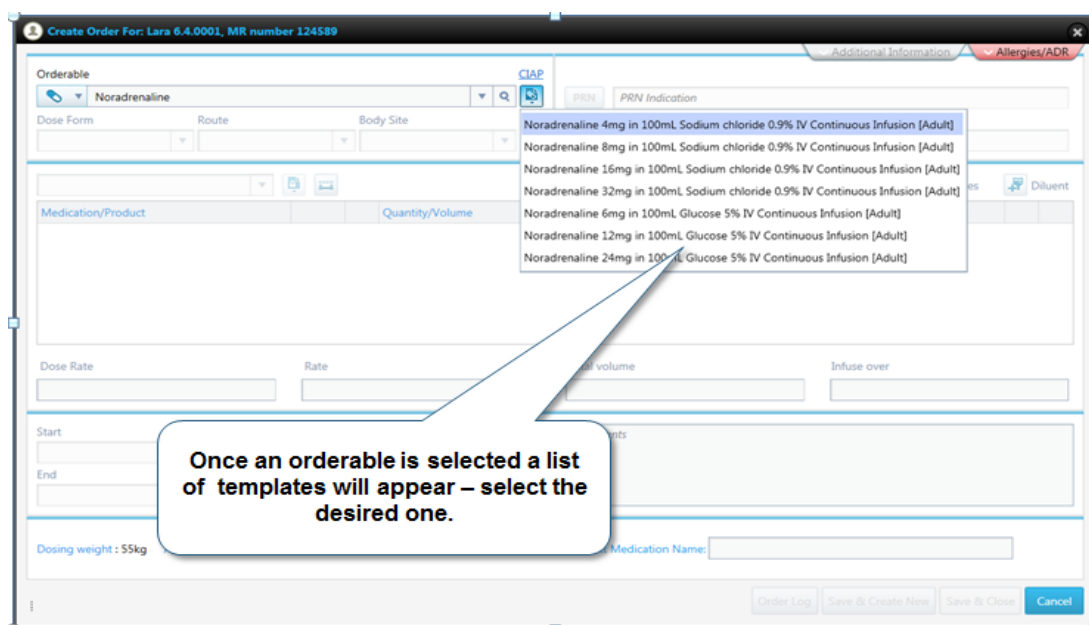 Create Order For: Lara 6.4.0001, MR number 124589
Additional Information
Allergies/ADR
Orderable
CIAP
Noradrenaline
PRN
PRN Indication
Dose Form
Route
Body Site
Noradrenaline 4mg in 100mL Sodium chloride 0.9% IV Continuous Infusion [Adult]
Noradrenaline 8mg in 100mL Sodium chloride 0.9% IV Continuous Infusion [Adult]
Noradrenaline 16mg in 100mL Sodium chloride 0.9% IV Continuous Infusion [Adult]
Noradrenaline 32mg in 100mL Sodium chloride 0.9% IV Continuous Infusion [Adult]
Noradrenaline 6mg in 100mL Glucose 5% IV Continuous Infusion [Adult]
Noradrenaline 12mg in 100mL Glucose 5% IV Continuous Infusion [Adult]
Noradrenaline 24mg in 100mL Glucose 5% IV Continuous Infusion [Adult]
Diluent
Medication/Product
Quantity/Volume
Dose Rate
Rate
volume
Infuse over
Start
End
Once an orderable is selected a list
of templates will appear – select the
desired one.
Dosing weight : 55kg
Medication Name:
Order Log
Save & Create New
Save & Close
Cancel